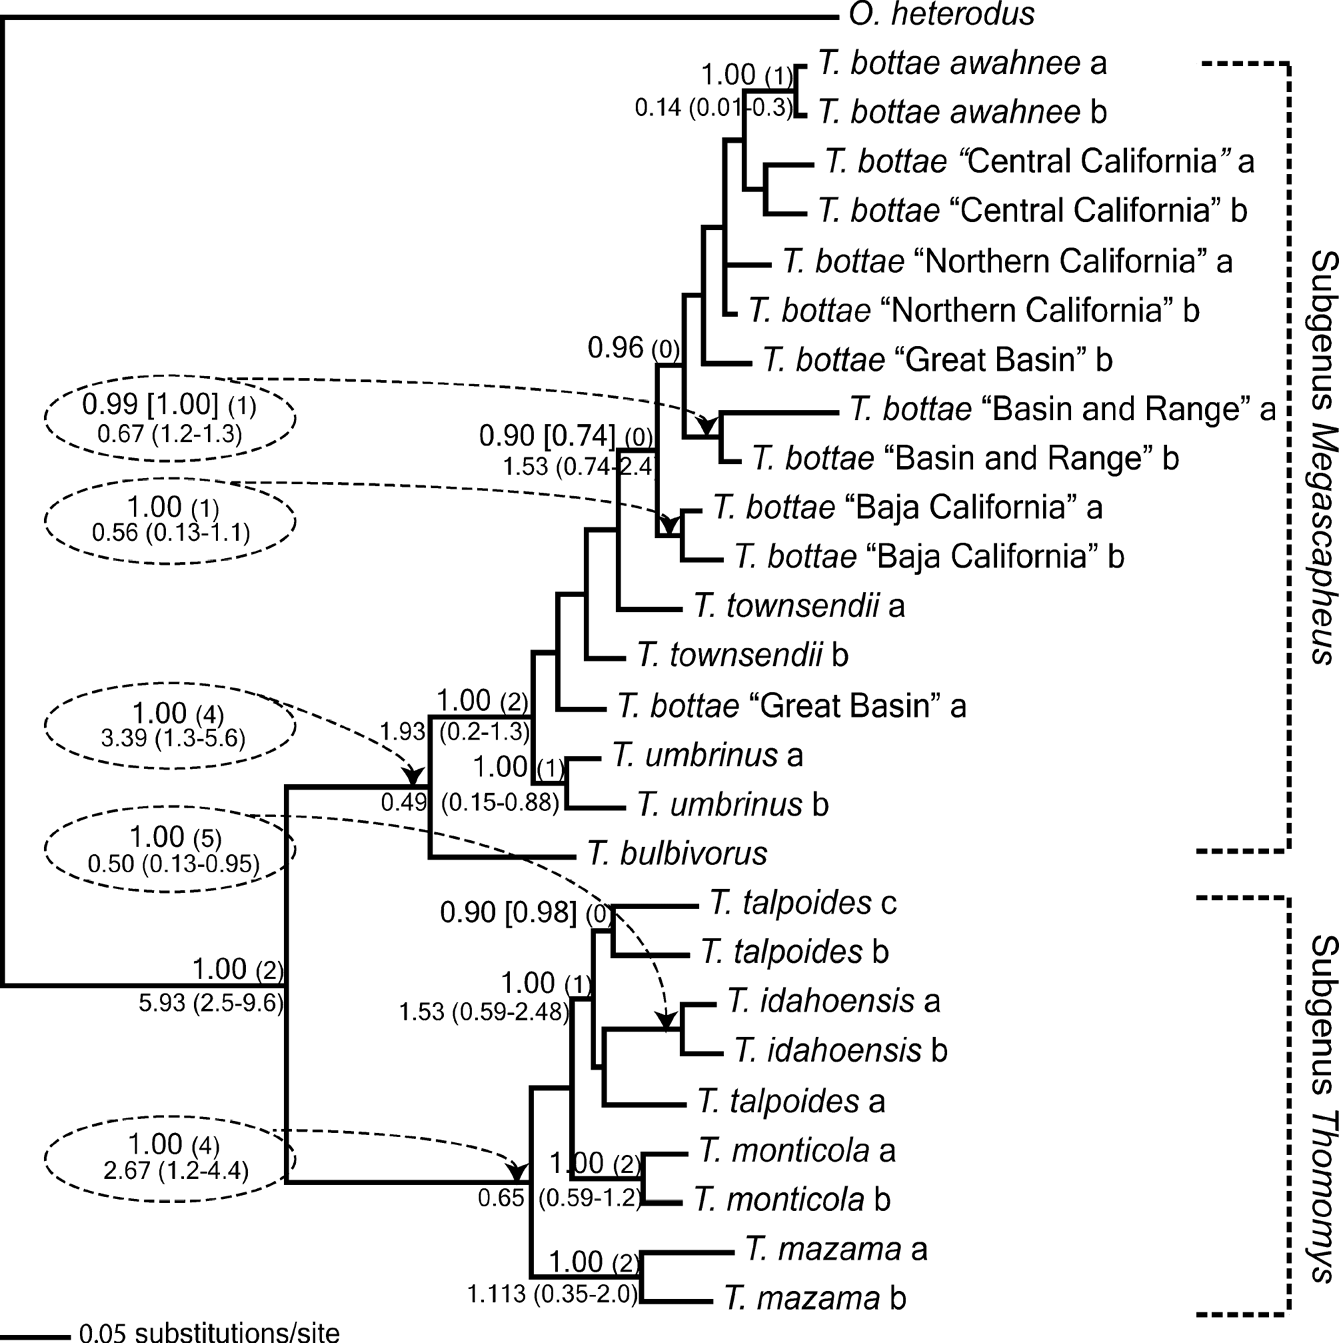 O. heterodus
T. bottae awahnee a
1.00 (1)
0.14 (0.01-0.3)
T. bottae awahnee b
T. bottae “Central California” a
T. bottae “Central California” b
T. bottae “Northern California” a
T. bottae “Northern California” b
0.96 (0)
T. bottae “Great Basin” b
0.99 [1.00] (1)
0.67 (1.2-1.3)
T. bottae “Basin and Range” a
0.90 [0.74] (0)
1.53 (0.74-2.4)
T. bottae “Basin and Range” b
1.00 (1)
0.56 (0.13-1.1)
T. bottae “Baja California” a
T. bottae “Baja California” b
T. townsendii a
T. townsendii b
Subgenus Megascapheus
1.00 (4)
3.39 (1.3-5.6)
1.00 (2)
1.93 (0.2-1.3)
T. bottae “Great Basin” a
T. umbrinus a
1.00 (1)
0.49 (0.15-0.88)
T. umbrinus b
1.00 (5)
0.50 (0.13-0.95)
T. bulbivorus
T. talpoides c
0.90 [0.98] (0)
T. talpoides b
1.00 (2)
5.93 (2.5-9.6)
1.00 (1)
1.53 (0.59-2.48)
T. idahoensis a
T. idahoensis b
T. talpoides a
Subgenus Thomomys
1.00 (4)
2.67 (1.2-4.4)
T. monticola a
1.00 (2)
0.65 (0.59-1.2)
T. monticola b
T. mazama a
1.00 (2)
1.113 (0.35-2.0)
T. mazama b
0.05 substitutions/site